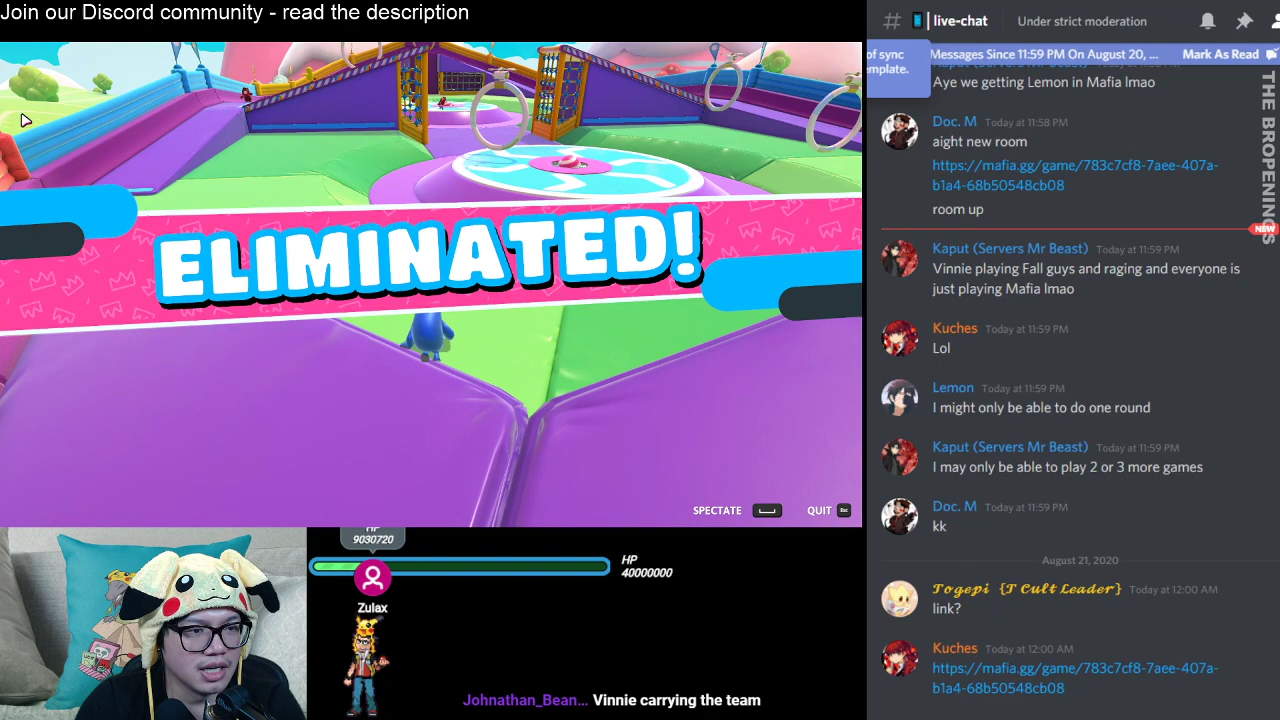 Join our Discord community - read the description
ELIMINATED!
SPECTATE
QUIT Esc
9030720
HP
40000000
Zulax
Johnathan_Bean... Vinnie carrying the team
# | live-chat Under strict moderation
of sync
emplate.
Messages Since 11:59 PM On August 20, ... Mark As Read
Aye we getting Lemon in Mafia lmao
Doc. M Today at 11:58 PM
aight new room
https://mafia.gg/game/783c7cf8-7aee-407a-
b1a4-68b50548cb08
room up
NEW
Kaput (Servers Mr Beast) Today at 11:59 PM
Vinnie playing Fall guys and raging and everyone is
just playing Mafia lmao
Kuches Today at 11:59 PM
Lol
Lemon Today at 11:59 PM
I might only be able to do one round
Kaput (Servers Mr Beast) Today at 11:59 PM
I may only be able to play 2 or 3 more games
Doc. M Today at 11:59 PM
kk
August 21, 2020
𝓣𝓸𝓰𝓮𝓹𝓲 {𝓣 𝓒𝓾𝓵𝓽 𝓛𝓮𝓪𝓭𝓮𝓻} Today at 12:00 AM
link?
Kuches Today at 12:00 AM
https://mafia.gg/game/783c7cf8-7aee-407a-
b1a4-68b50548cb08
THE BROPENINGS